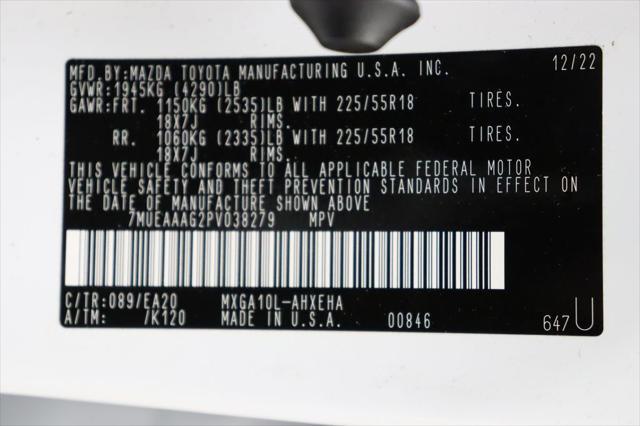 MFD.BY:MAZDA TOYOTA MANUFACTURING U.S.A. INC. 12/22
GVWR:1945KG (4290)LB
GAWR:FRT. 1150KG (2535)LB WITH 225/55R18 TIRES.
18X7J RIMS.
RR. 1060KG (2335)LB WITH 225/55R18 TIRES.
18X7J RIMS.
THIS VEHICLE CONFORMS TO ALL APPLICABLE FEDERAL MOTOR
VEHICLE SAFETY AND THEFT PREVENTION STANDARDS IN EFFECT ON
THE DATE OF MANUFACTURE SHOWN ABOVE
7MUEAAAG2PV038279 MPV
C/TR:089/EA20 MXGA10L-AHXEHA
A/TM: /K120 MADE IN U.S.A. 00846 647U